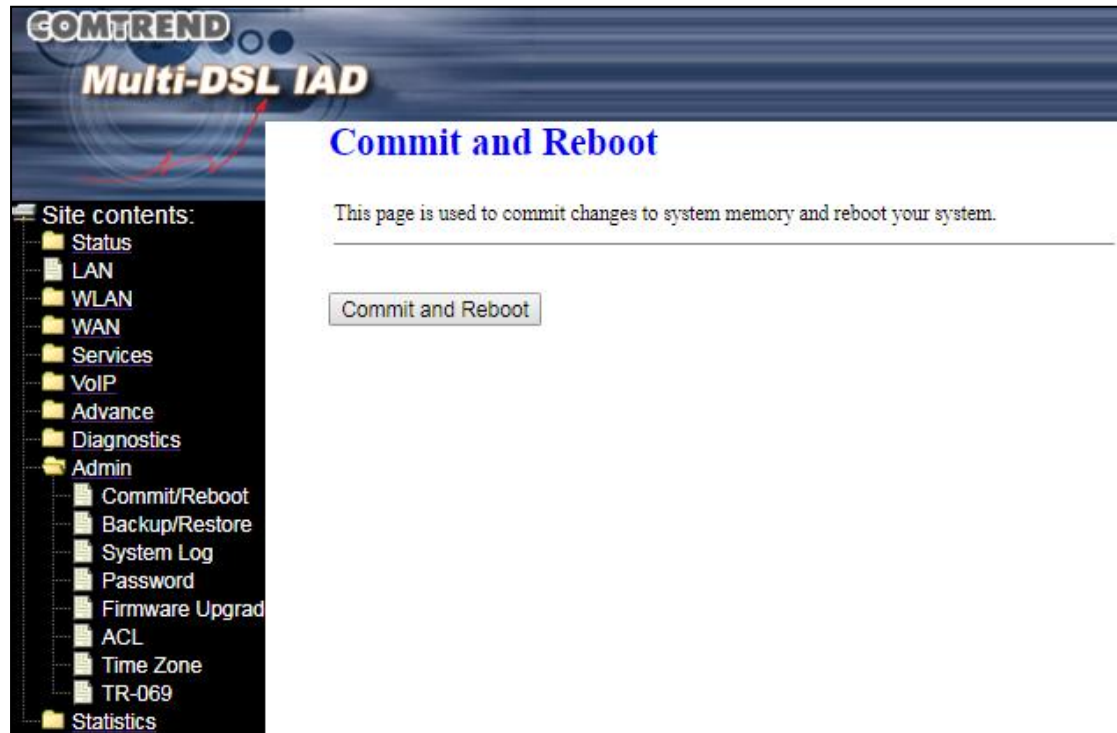 COMTREND
Multi-DSL IAD
Commit and Reboot
This page is used to commit changes to system memory and reboot your system.
Commit and Reboot
Site contents:
Status
LAN
WLAN
WAN
Services
VoIP
Advance
Diagnostics
Admin
Commit/Reboot
Backup/Restore
System Log
Password
Firmware Upgrad
ACL
Time Zone
TR-069
Statistics